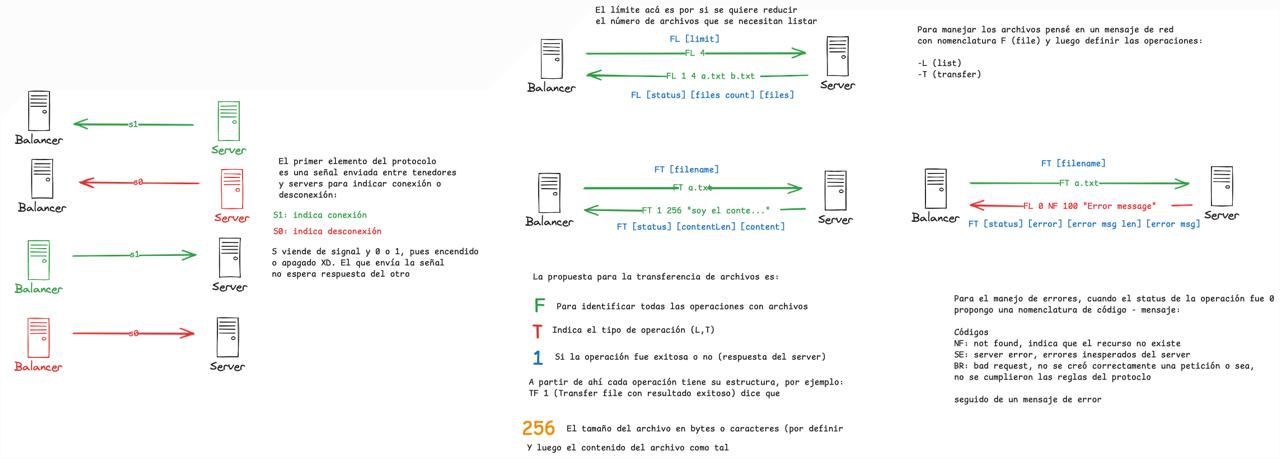 s1
Balancer
Server
s0
Balancer
Server
s1
Balancer
Server
s0
Balancer
Server
El primer elemento del protocolo
es una señal enviada entre tenedores
y servers para indicar conexión o
desconexión:
S1: indica conexión
S0: indica desconexión
S viende de signal y 0 o 1, pues encendido
o apagado XD. El que envía la señal
no espera respuesta del otro
El límite acá es por si se quiere reducir
el número de archivos que se necesitan listar
FL [limit]
FL 4
FL 1 4 a.txt b.txt
Balancer
Server
FL [status] [files count] [files]
FT [filename]
FT a.txt
FT 1 256 "soy el conte..."
Balancer
Server
FT [status] [contentLen] [content]
La propuesta para la transferencia de archivos es:
F Para identificar todas las operaciones con archivos
T Indica el tipo de operación (L,T)
1 Si la operación fue exitosa o no (respuesta del server)
A partir de ahí cada operación tiene su estructura, por ejemplo:
TF 1 (Transfer file con resultado exitoso) dice que
256 El tamaño del archivo en bytes o caracteres (por definir
Y luego el contenido del archivo como tal
Para manejar los archivos pensé en un mensaje de red
con nomenclatura F (file) y luego definir las operaciones:
-L (list)
-T (transfer)
FT [filename]
FT a.txt
FL 0 NF 100 "Error message"
Balancer
Server
FT [status] [error] [error msg len] [error msg]
Para el manejo de errores, cuando el status de la operación fue 0
propongo una nomenclatura de código - mensaje:
Códigos
NF: not found, indica que el recurso no existe
SE: server error, errores inesperados del server
BR: bad request, no se creó correctamente una petición o sea,
no se cumplieron las reglas del protoclo
seguido de un mensaje de error